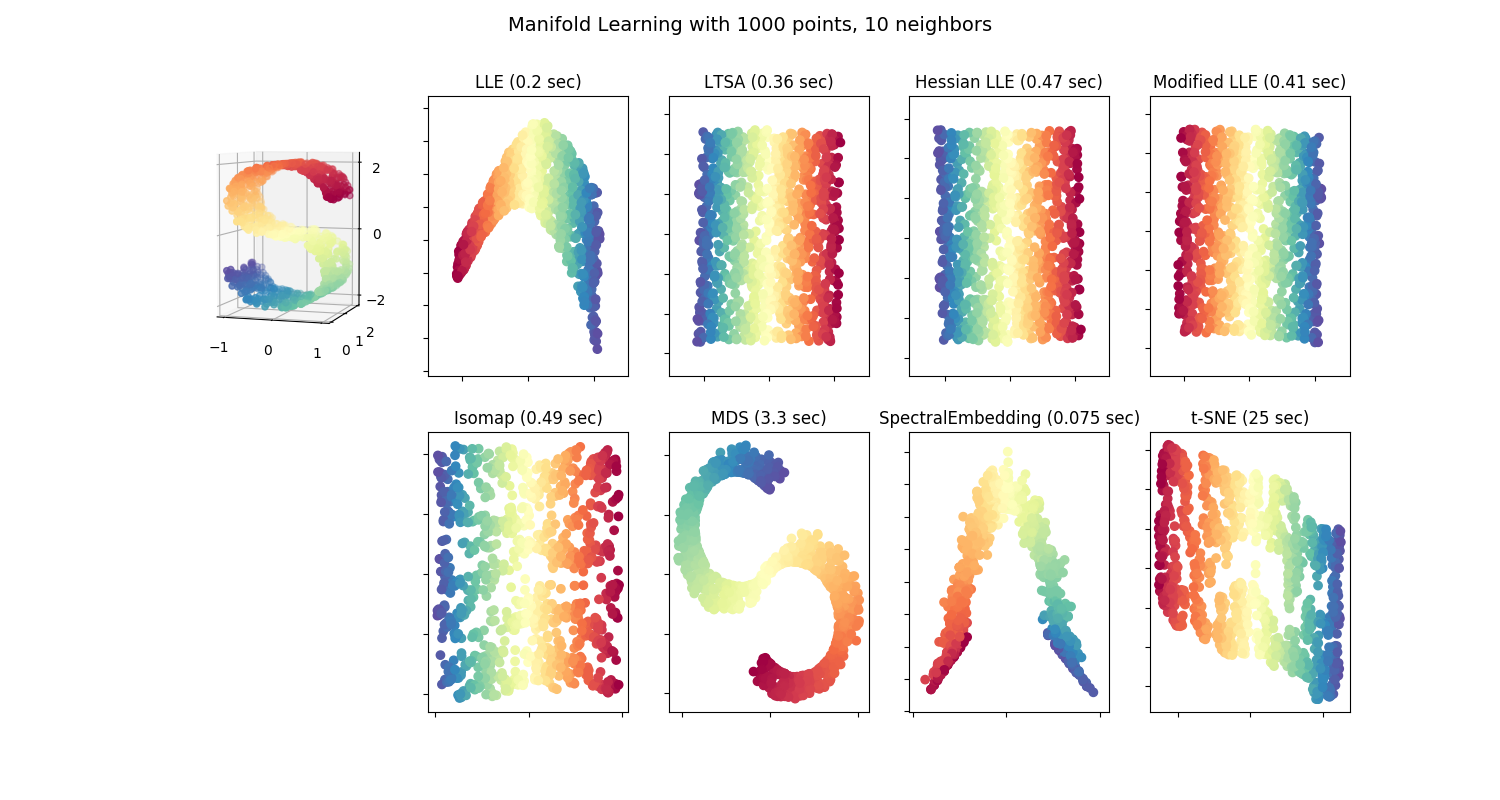 Manifold Learning with 1000 points, 10 neighbors
LLE (0.2 sec)
LTSA (0.36 sec)
Hessian LLE (0.47 sec)
Modified LLE (0.41 sec)
2
0
−2
−1
0
1
0
1
2
Isomap (0.49 sec)
MDS (3.3 sec)
SpectralEmbedding (0.075 sec)
t-SNE (25 sec)